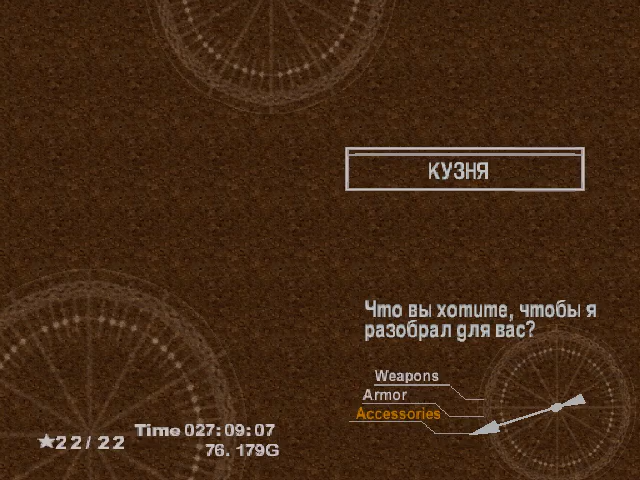 КУЗНЯ
Что вы хотите, чтобы я
разобрал для вас?
Weapons
Armor
Accessories
Time 027:09:07
★22/22
76.179G